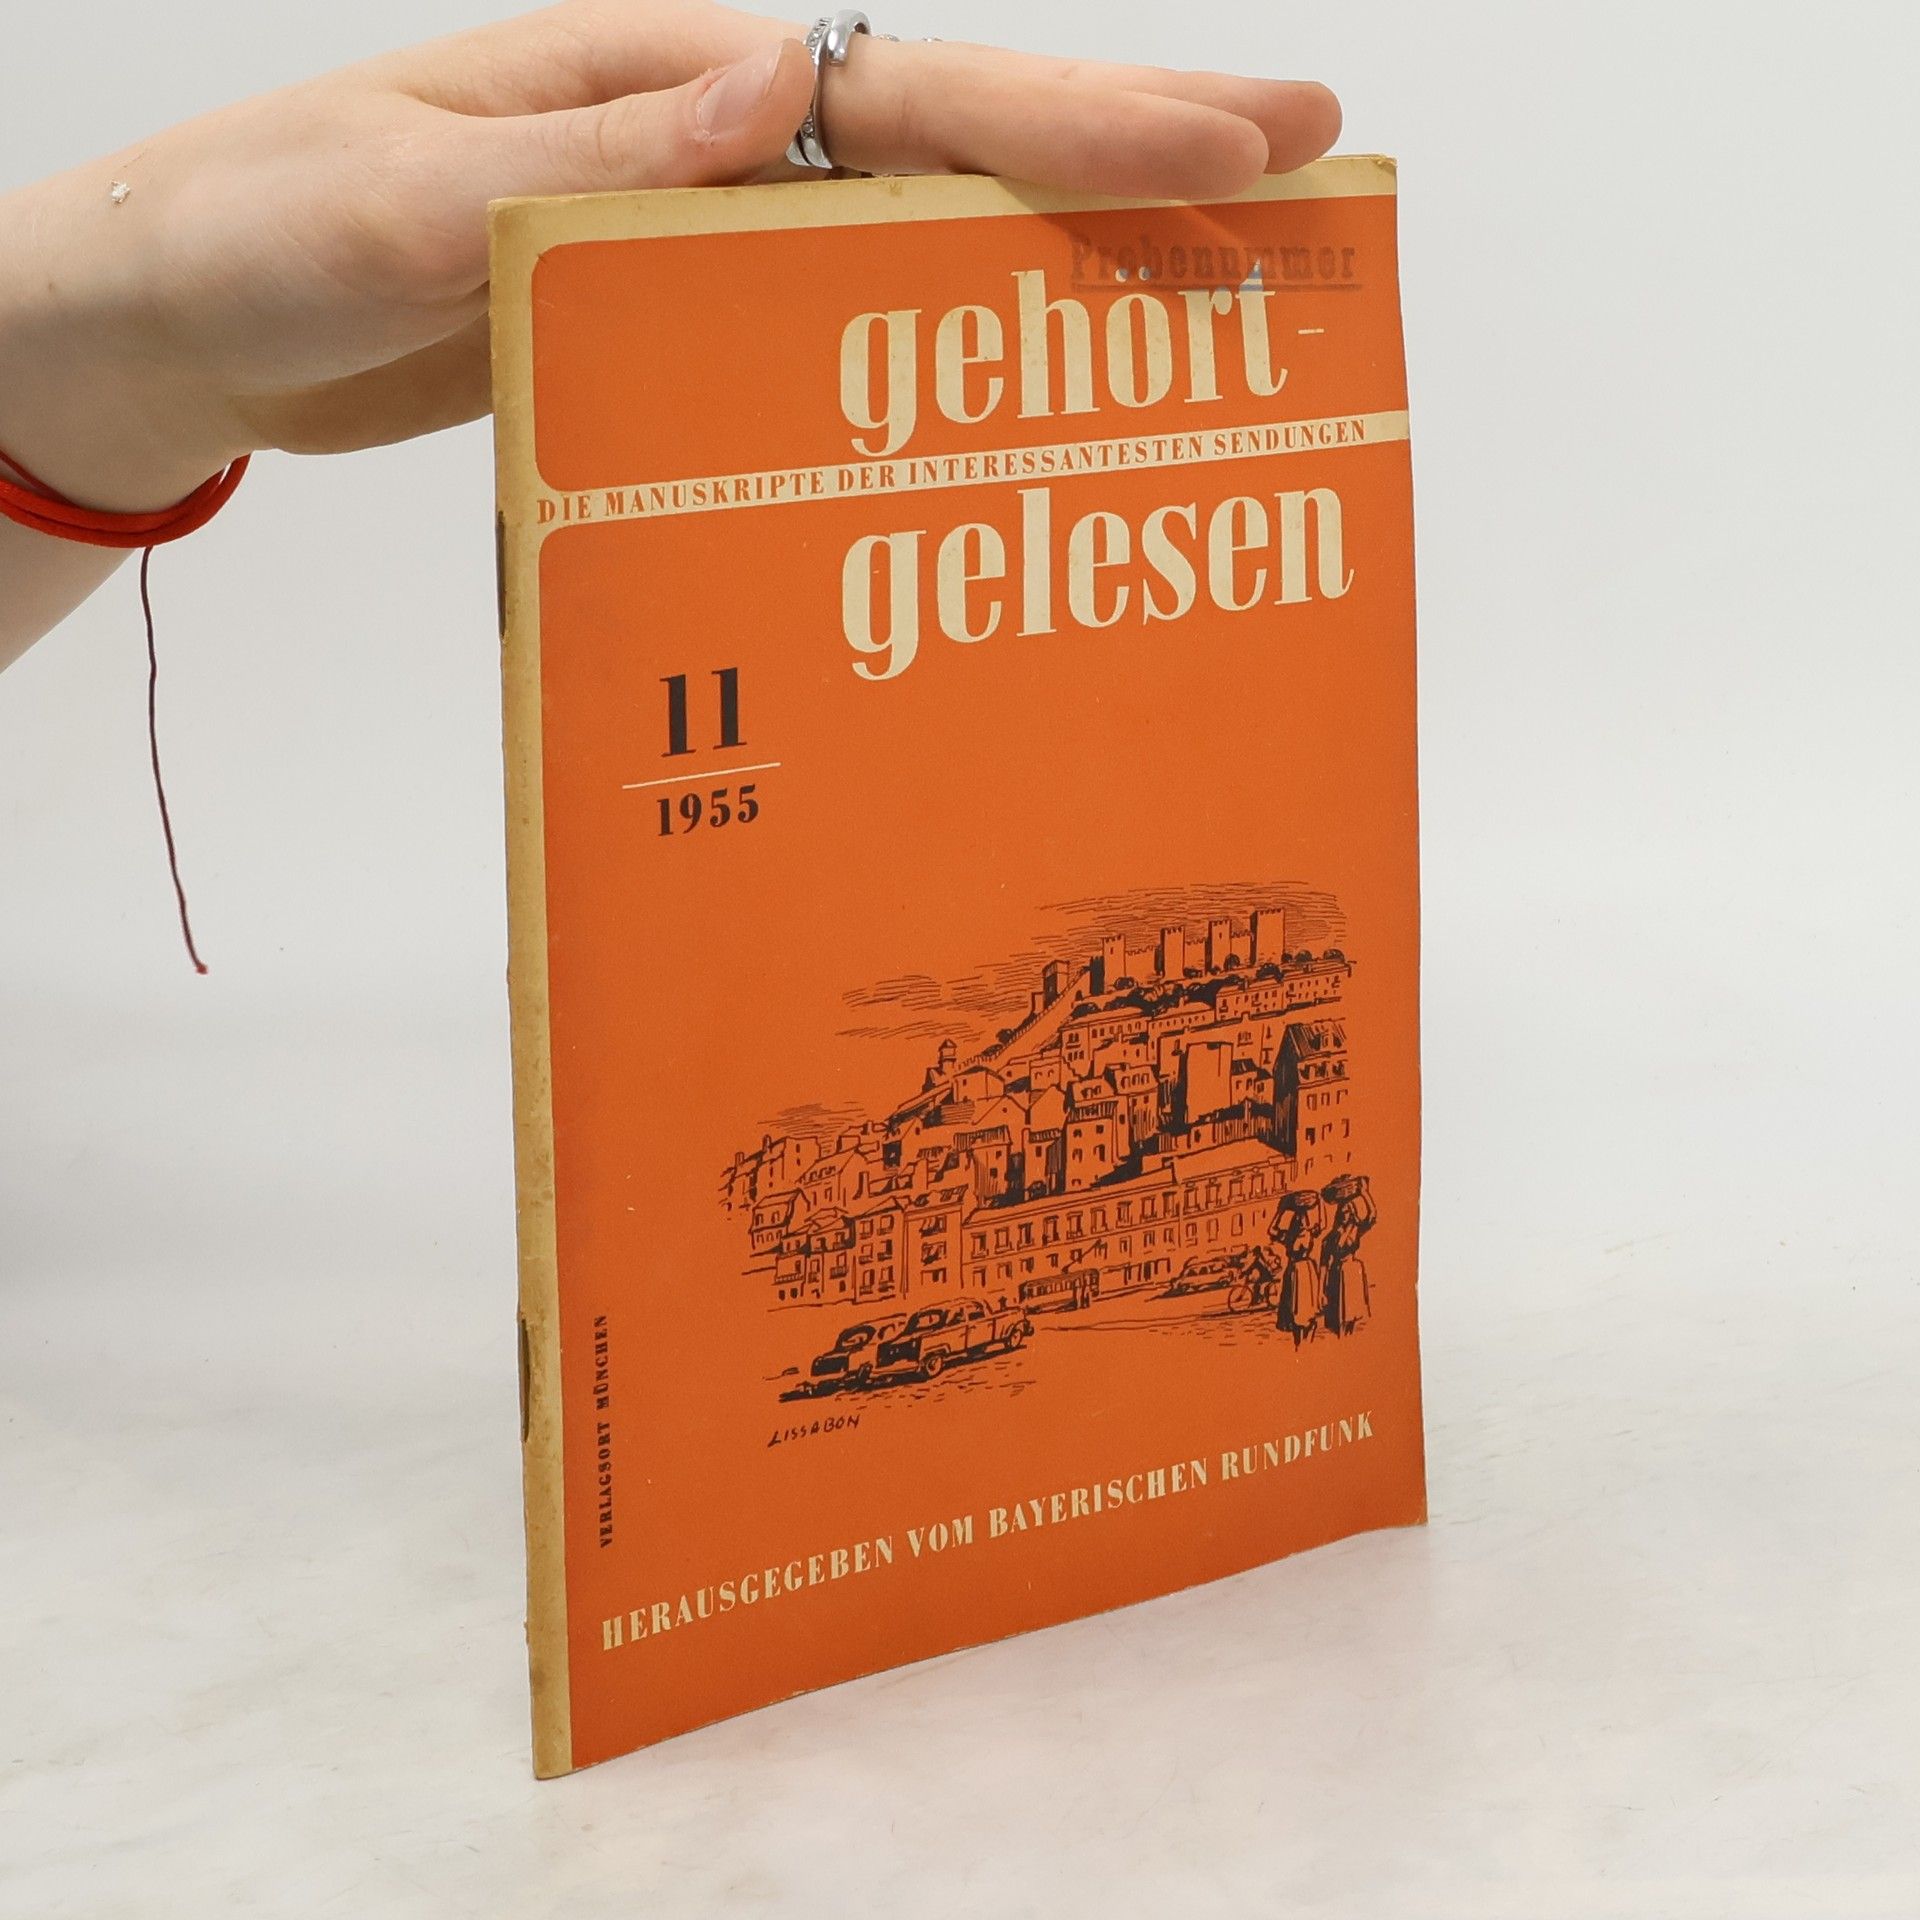 Probenummer
gehört-
DIE MANUSKRIPTE DER INTERESSANTESTEN SENDUNGEN
gelesen
11
1955
LISSABON
VERLAGSORT MÜNCHEN
HERAUSGEGEBEN VOM BAYERISCHEN RUNDFUNK